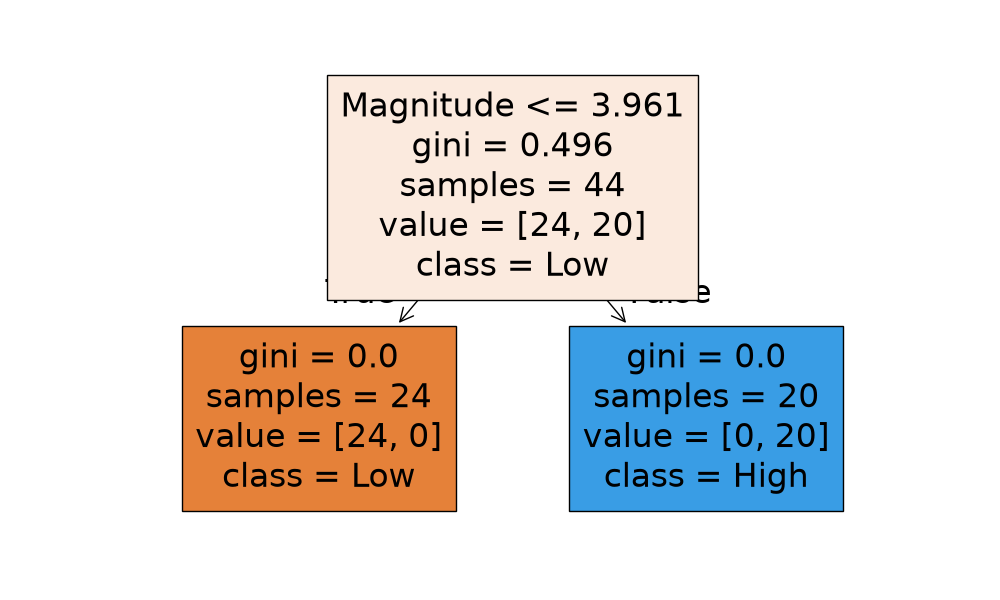 Magnitude <= 3.961
gini = 0.496
samples = 44
value = [24, 20]
class = Low
gini = 0.0
samples = 24
value = [24, 0]
class = Low
gini = 0.0
samples = 20
value = [0, 20]
class = High